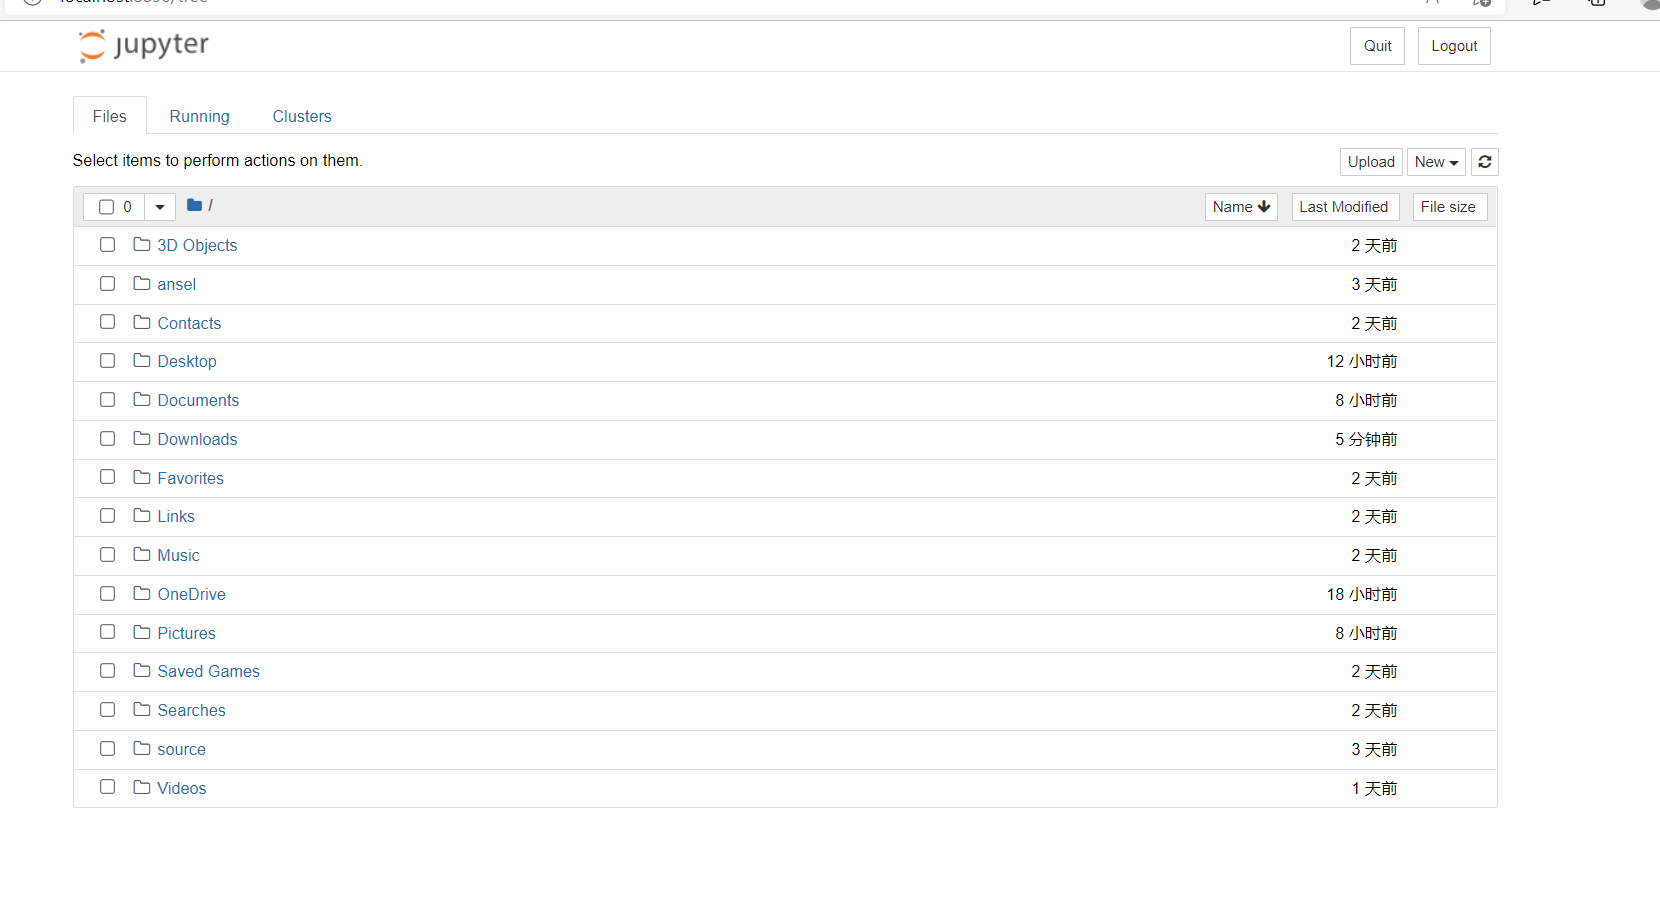 jupyter
Quit
Logout
Files
Running
Clusters
Select items to perform actions on them.
Upload
New
0
/
Name
Last Modified
File size
3D Objects
2 天前
ansel
3 天前
Contacts
2 天前
Desktop
12 小时前
Documents
8 小时前
Downloads
5 分钟前
Favorites
2 天前
Links
2 天前
Music
2 天前
OneDrive
18 小时前
Pictures
8 小时前
Saved Games
2 天前
Searches
2 天前
source
3 天前
Videos
1 天前